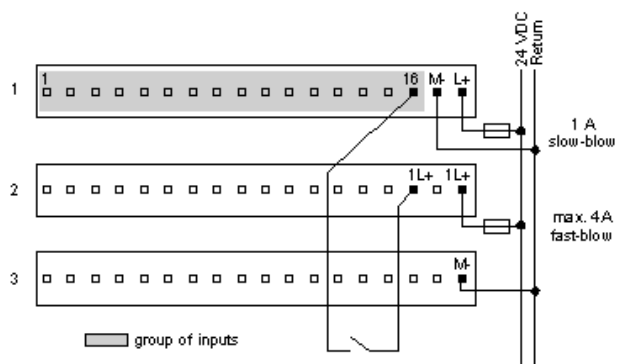 24 VDC
Return
1
1 16 M- L+
1 A
slow-blow
2
1L+ 1L+
max. 4A
fast-blow
3
M-
group of inputs